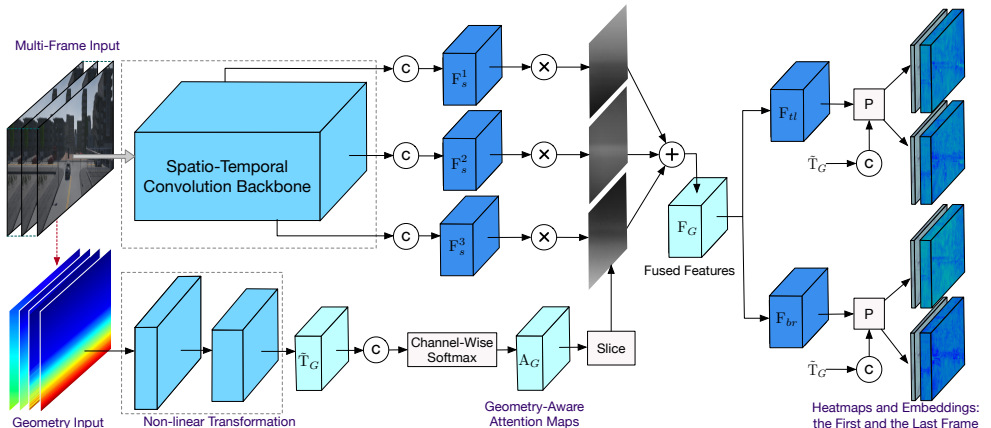 Multi-Frame Input
Spatio-Temporal
Convolution Backbone
C
F_s^1
×
C
F_s^2
×
C
F_s^3
×
+
F_G
Fused Features
F_tl
P
T̃_G
C
F_br
P
T̃_G
C
Heatmaps and Embeddings:
the First and the Last Frame
Geometry Input
Non-linear Transformation
T̃_G
C
Channel-Wise
Softmax
A_G
Slice
Geometry-Aware
Attention Maps